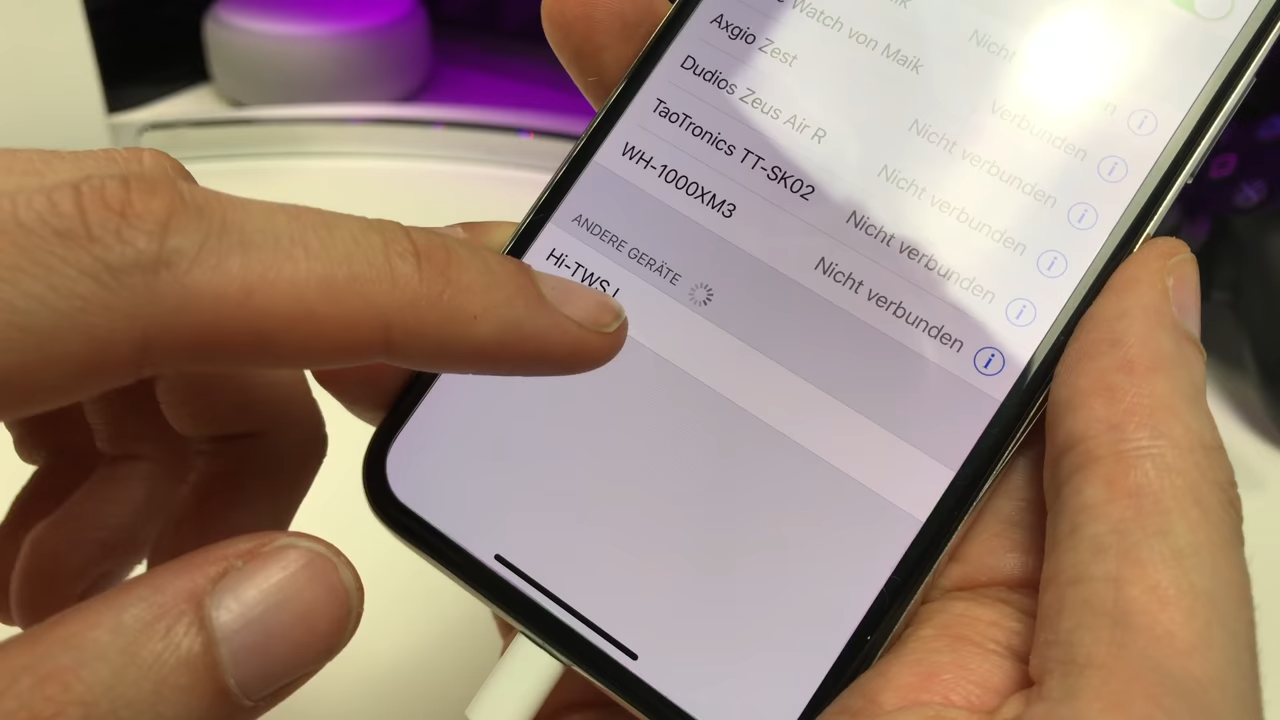 Maik
Watch von Maik
Nicht
Axgio Zest
Verbunden
Dudios Zeus Air R
Nicht verbunden
TaoTronics TT-SK02
Nicht verbunden
WH-1000XM3
Nicht verbunden
Nicht verbunden
ANDERE GERÄTE
Hi-TWS